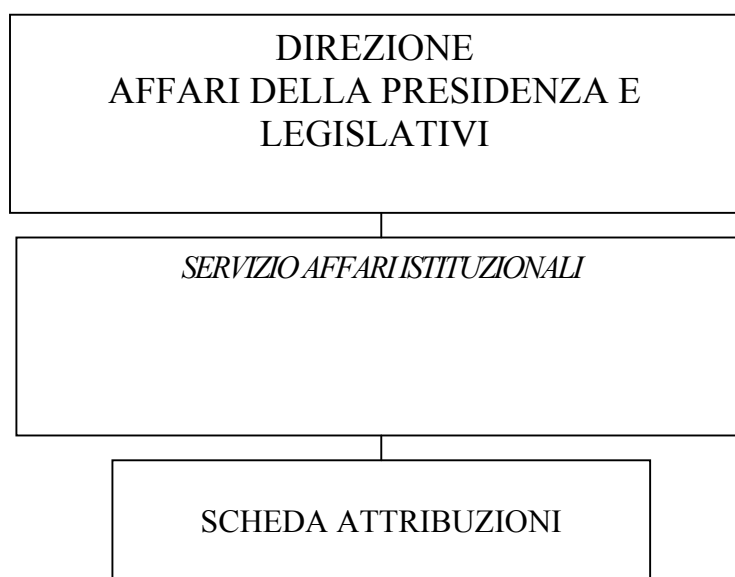 DIREZIONE
AFFARI DELLA PRESIDENZA E
LEGISLATIVI
SERVIZIO AFFARI ISTITUZIONALI
SCHEDA ATTRIBUZIONI